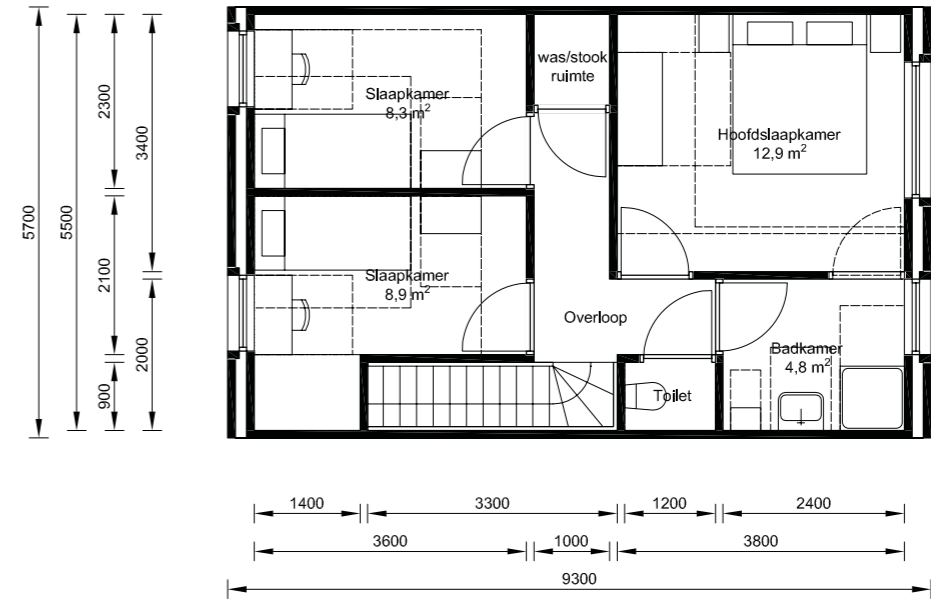 was/stook
ruimte
Slaapkamer
8,3 m²
Hoofdslaapkamer
12,9 m²
2300
3400
5700
5500
2100
Slaapkamer
8,9 m²
Overloop
2000
Badkamer
4,8 m²
900
Toilet
1400
3300
1200
2400
3600
1000
3800
9300